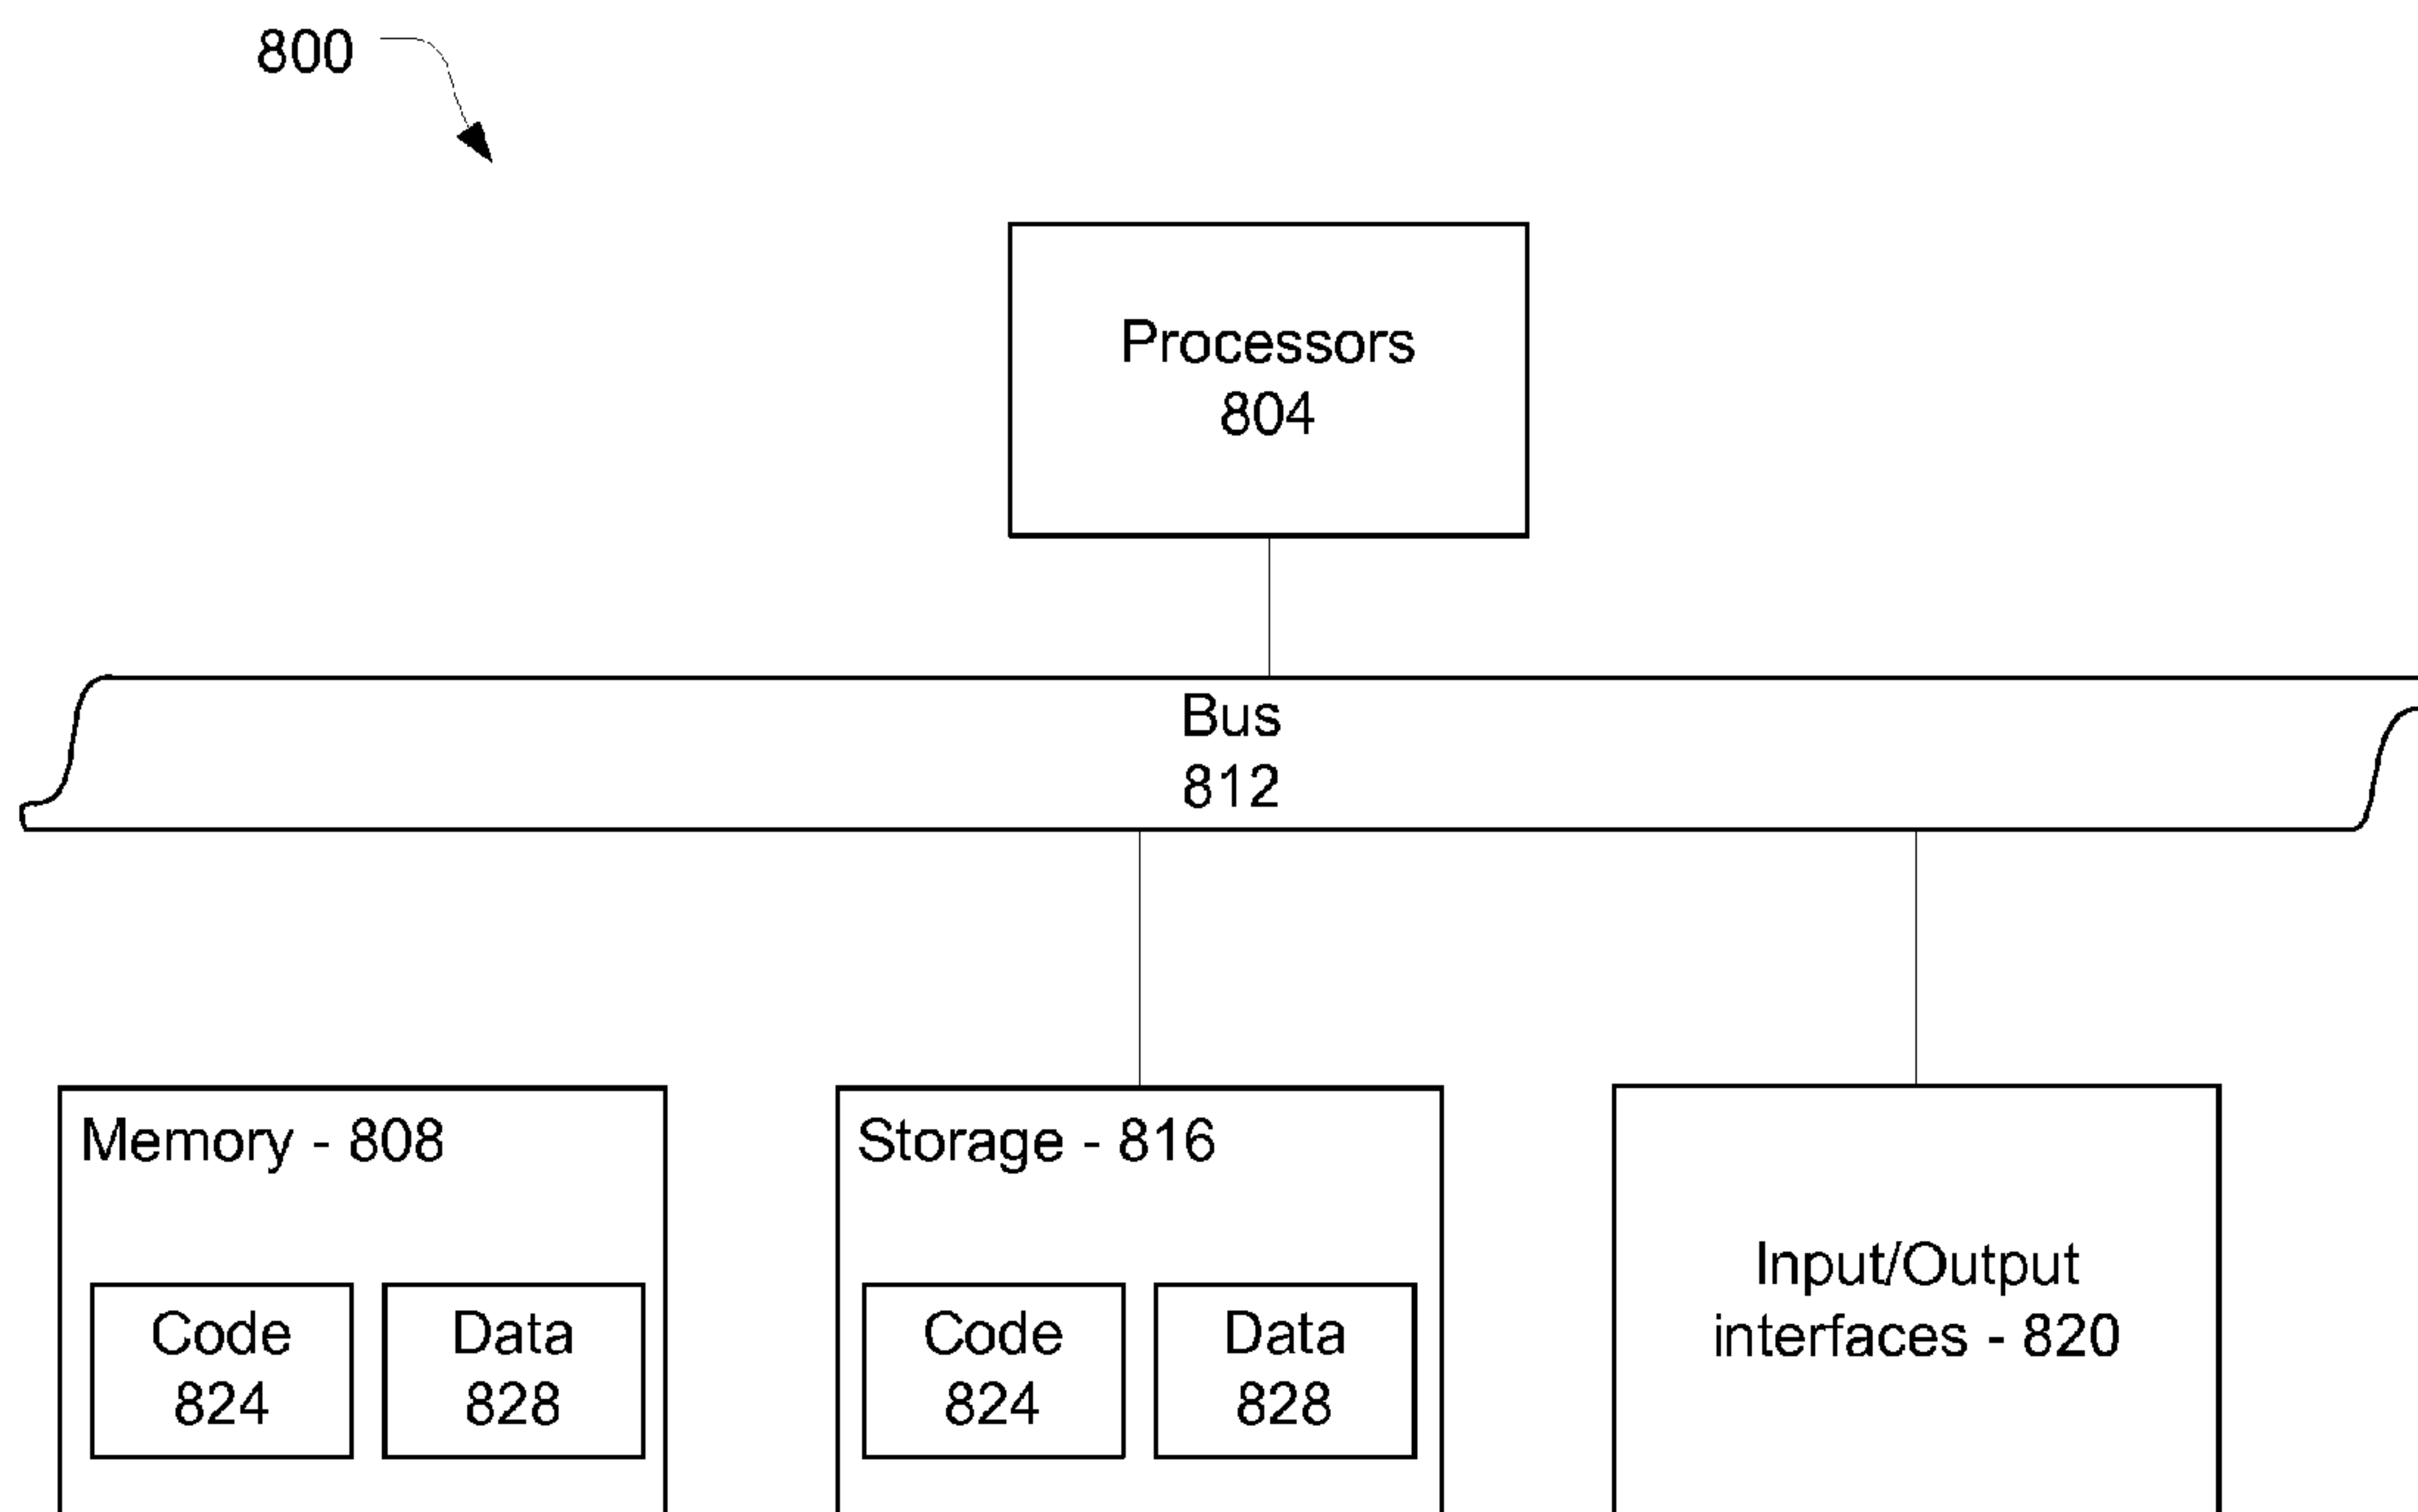 800
Processors
804
Bus
812
Memory - 808
Code
824
Data
828
Storage - 816
Code
824
Data
828
Input/Output
interfaces - 820